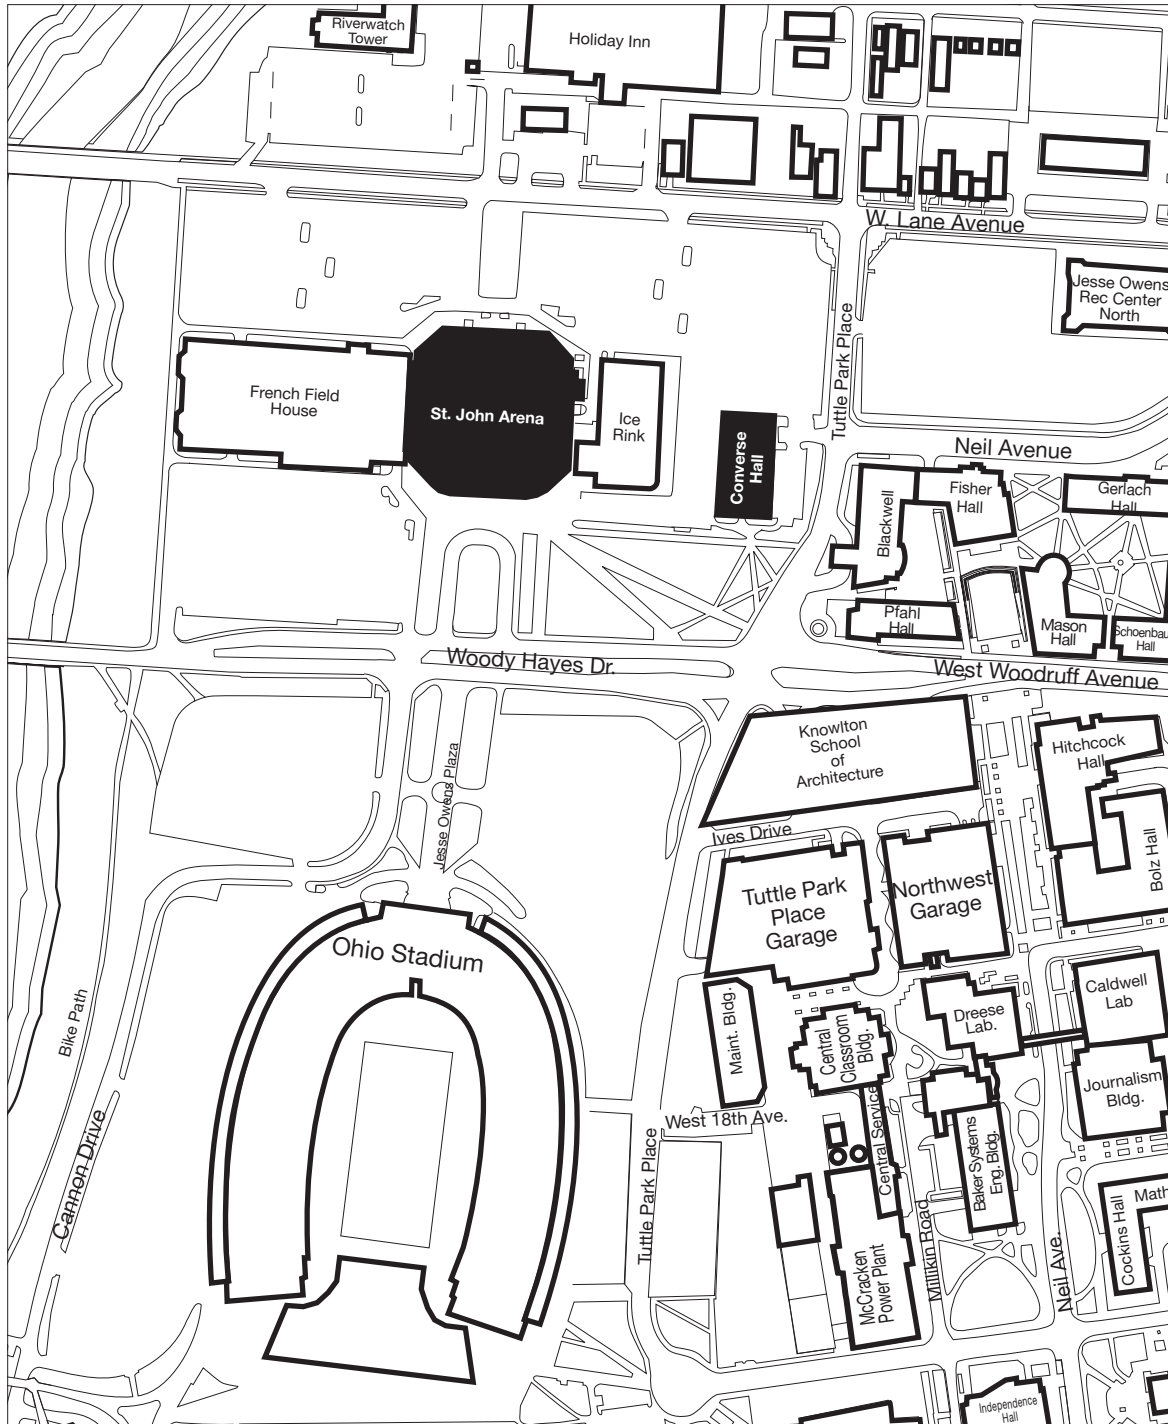 Riverwatch
Tower
Holiday Inn
W. Lane Avenue
Jesse Owens
Rec Center
North
Tuttle Park Place
French Field
House
St. John Arena
Ice
Rink
Converse
Hall
Neil Avenue
Blackwell
Fisher
Hall
Gerlach
Hall
Pfahl
Hall
Mason
Hall
Schoenbau
Hall
Woody Hayes Dr.
West Woodruff Avenue
Knowlton
School
of
Architecture
Hitchcock
Hall
Jesse Owens Plaza
Ives Drive
Bolz Hall
Tuttle Park
Place
Garage
Northwest
Garage
Ohio Stadium
Bike Path
Maint. Bldg.
Central
Classroom
Bldg.
Dreese
Lab.
Caldwell
Lab
Journalism
Bldg.
West 18th Ave.
Cannon Drive
Tuttle Park Place
Central Service
Baker Systems
Eng. Bldg.
Math
Cockins Hall
McCracken
Power Plant
Millikin Road
Neil Ave.
Independence
Hall